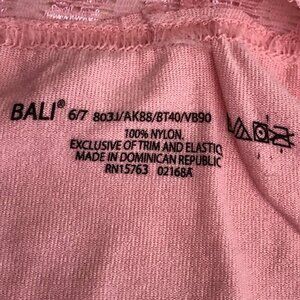 BALI® 6/7 803J/AK88/8T40/VB90
100% NYLON.
EXCLUSIVE OF TRIM AND ELASTIC
MADE IN DOMINICAN REPUBLIC
RN15763 02168A